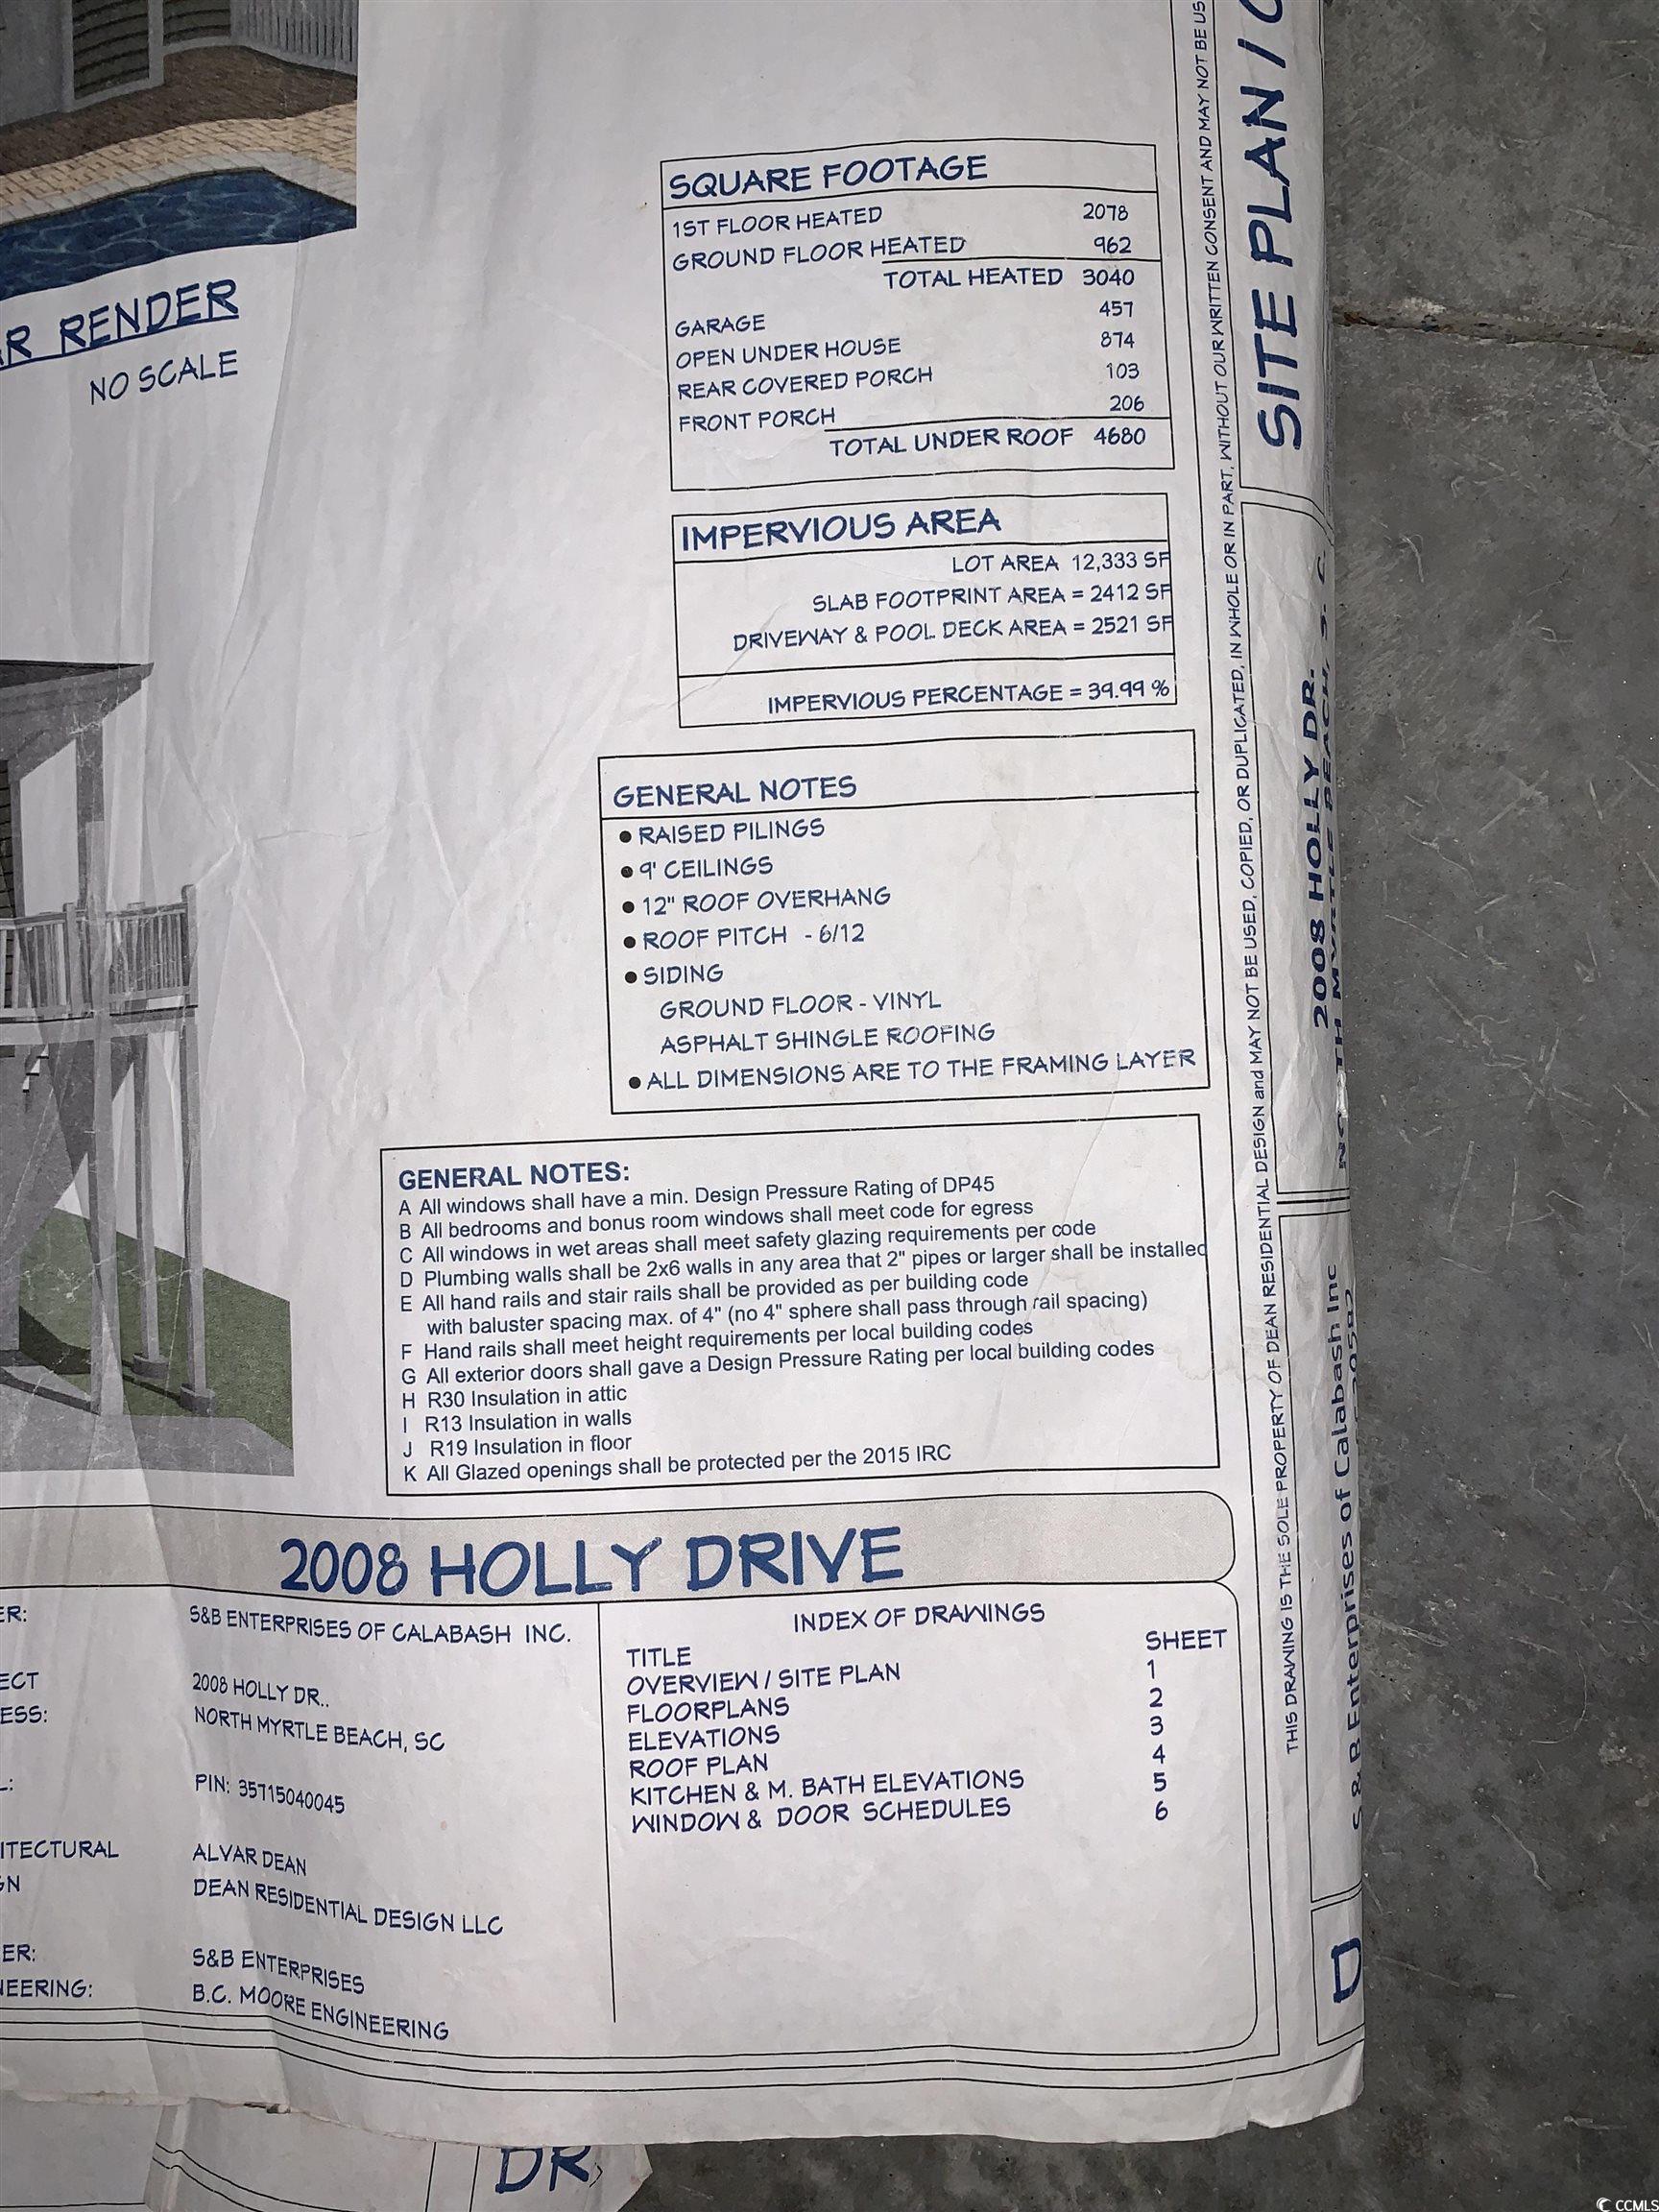 R RENDER
NO SCALE
SQUARE FOOTAGE
1ST FLOOR HEATED 2078
GROUND FLOOR HEATED 962
TOTAL HEATED 3040
GARAGE 457
OPEN UNDER HOUSE 874
REAR COVERED PORCH 103
FRONT PORCH 206
TOTAL UNDER ROOF 4680
IMPERVIOUS AREA
LOT AREA 12,333 SF
SLAB FOOTPRINT AREA = 2412 SF
DRIVEWAY & POOL DECK AREA = 2521 SF
IMPERVIOUS PERCENTAGE = 39.99 %
GENERAL NOTES
● RAISED PILINGS
● 9' CEILINGS
● 12" ROOF OVERHANG
● ROOF PITCH - 6/12
● SIDING
GROUND FLOOR - VINYL
ASPHALT SHINGLE ROOFING
● ALL DIMENSIONS ARE TO THE FRAMING LAYER
GENERAL NOTES:
A All windows shall have a min. Design Pressure Rating of DP45
B All bedrooms and bonus room windows shall meet code for egress
C All windows in wet areas shall meet safety glazing requirements per code
D Plumbing walls shall be 2x6 walls in any area that 2" pipes or larger shall be installed
E All hand rails and stair rails shall be provided as per building code
with baluster spacing max. of 4" (no 4" sphere shall pass through rail spacing)
F Hand rails shall meet height requirements per local building codes
G All exterior doors shall gave a Design Pressure Rating per local building codes
H R30 Insulation in attic
I R13 Insulation in walls
J R19 Insulation in floor
K All Glazed openings shall be protected per the 2015 IRC
2008 HOLLY DRIVE
ER: S&B ENTERPRISES OF CALABASH INC.
ECT 2008 HOLLY DR..
ESS: NORTH MYRTLE BEACH, SC
L: PIN: 35715040045
ITECTURAL ALVAR DEAN
GN DEAN RESIDENTIAL DESIGN LLC
ER: S&B ENTERPRISES
NEERING: B.C. MOORE ENGINEERING
INDEX OF DRAWINGS
TITLE SHEET
OVERVIEW / SITE PLAN 1
FLOORPLANS 2
ELEVATIONS 3
ROOF PLAN 4
KITCHEN & M. BATH ELEVATIONS 5
WINDOW & DOOR SCHEDULES 6
THIS DRAWING IS THE SOLE PROPERTY OF DEAN RESIDENTIAL DESIGN and MAY NOT BE USED, COPIED, OR DUPLICATED, IN WHOLE OR IN PART, WITHOUT OUR WRITTEN CONSENT AND MAY NOT BE US
SITE PLAN /
2008 HOLLY DR.
MYRTLE BEACH, S. C.
S & B Enterprises of Calabash Inc
D
DR
CCMLS